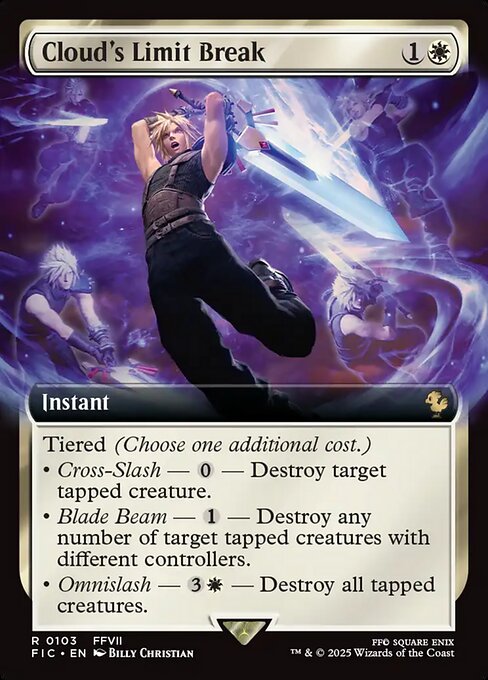 Cloud's Limit Break 1
Instant
Tiered (Choose one additional cost.)
• Cross-Slash — 0 — Destroy target
tapped creature.
• Blade Beam — 1 — Destroy any
number of target tapped creatures with
different controllers.
• Omnislash — 3 — Destroy all tapped
creatures.
R 0103 FFVII
FIC • EN Billy Christian
FF© SQUARE ENIX
™ & © 2025 Wizards of the Coast